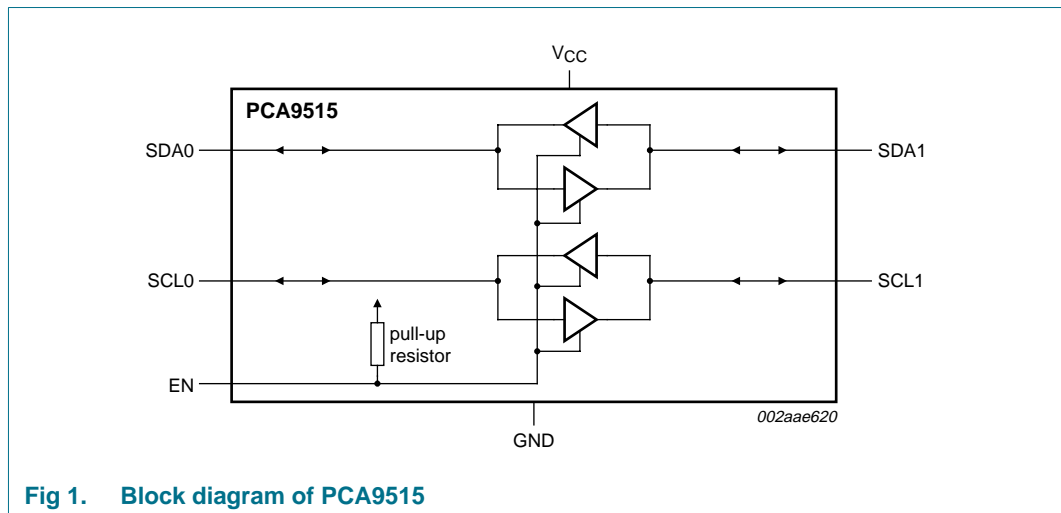 VCC
PCA9515
SDA0
SDA1
SCL0
SCL1
pull-up
resistor
EN
002aae620
GND
Fig 1. Block diagram of PCA9515